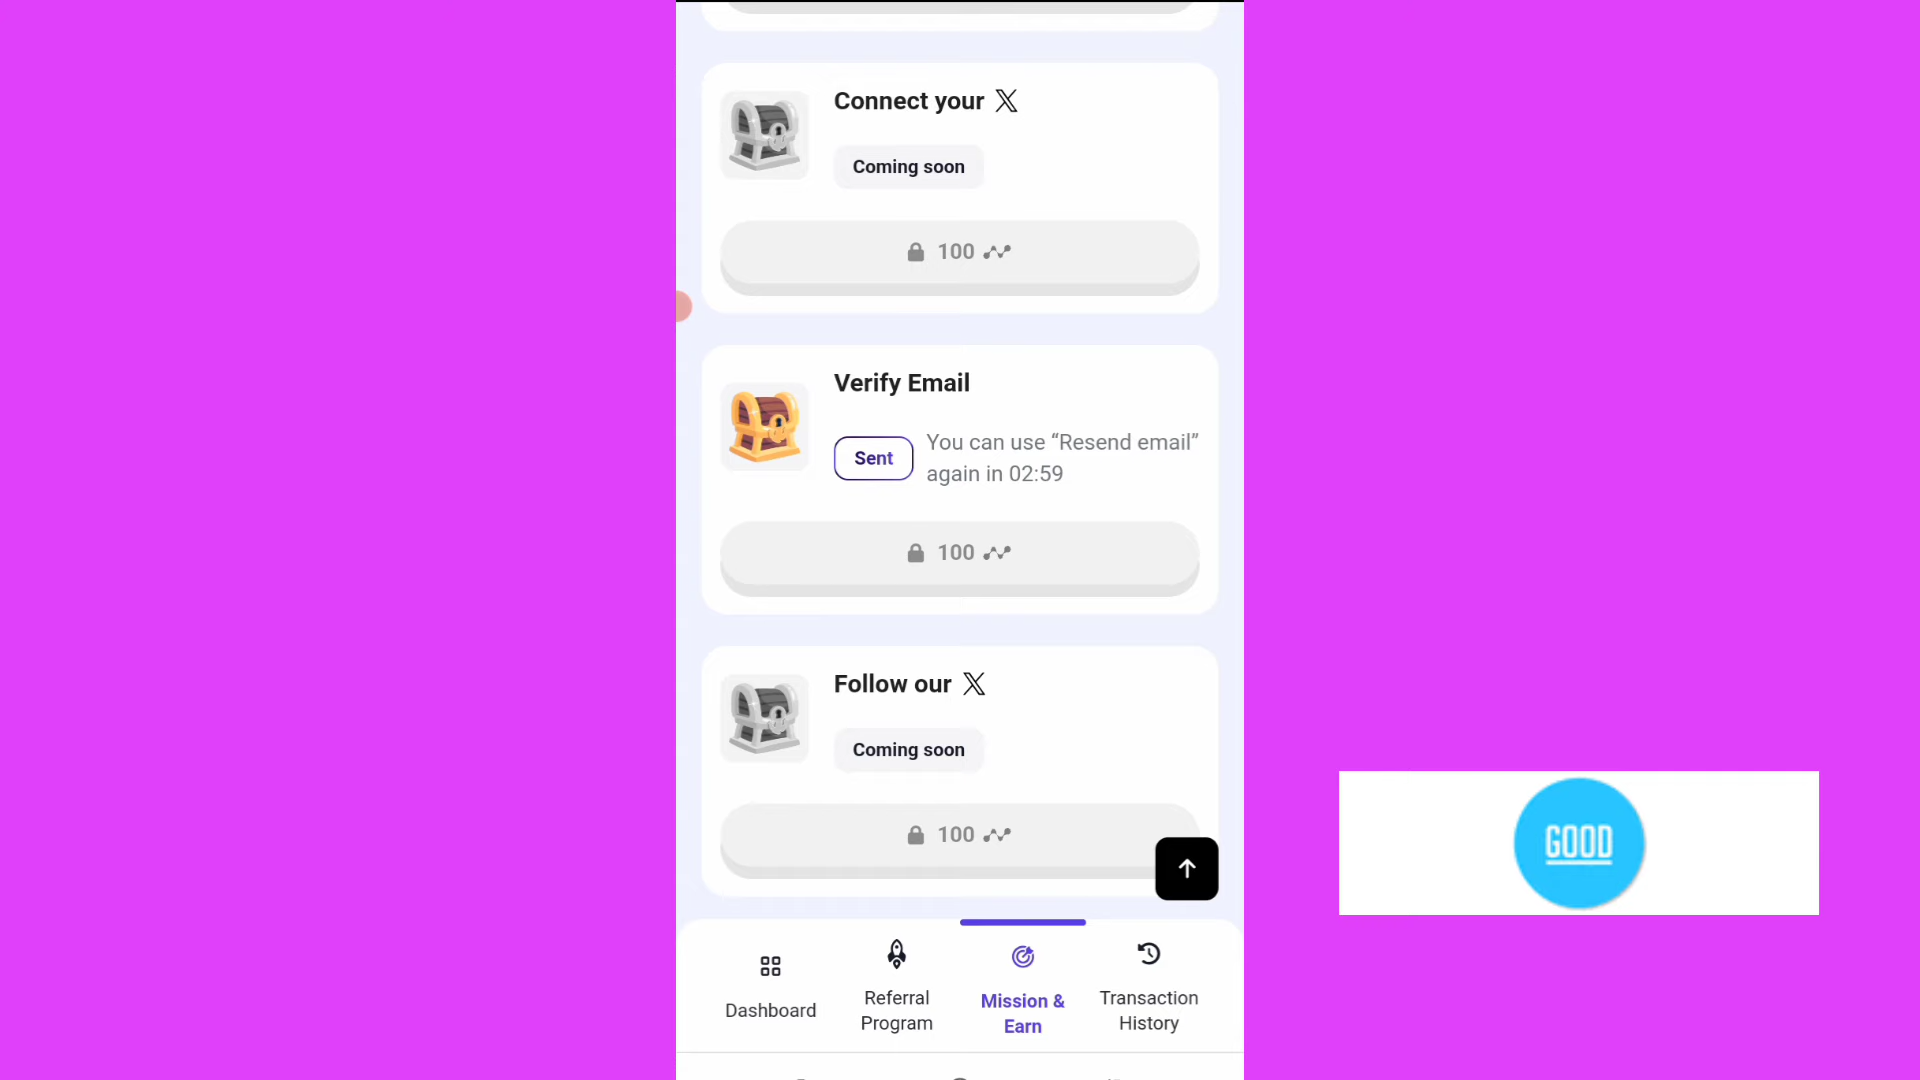 Connect your X
Coming soon
100
Verify Email
Sent
You can use “Resend email”
again in 02:59
100
Follow our X
Coming soon
100
Dashboard
Referral
Program
Mission &
Earn
Transaction
History
GOOD